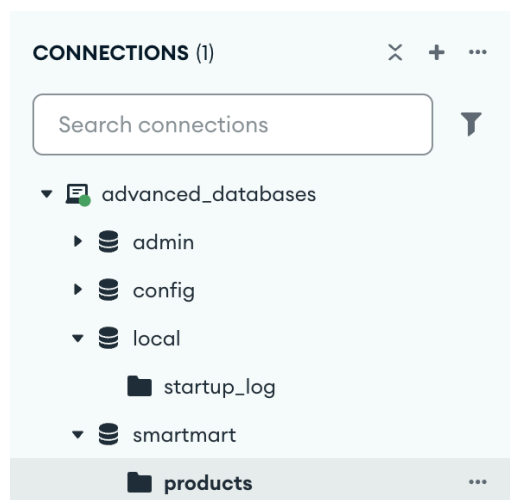 CONNECTIONS (1)
Search connections
advanced_databases
admin
config
local
startup_log
smartmart
products